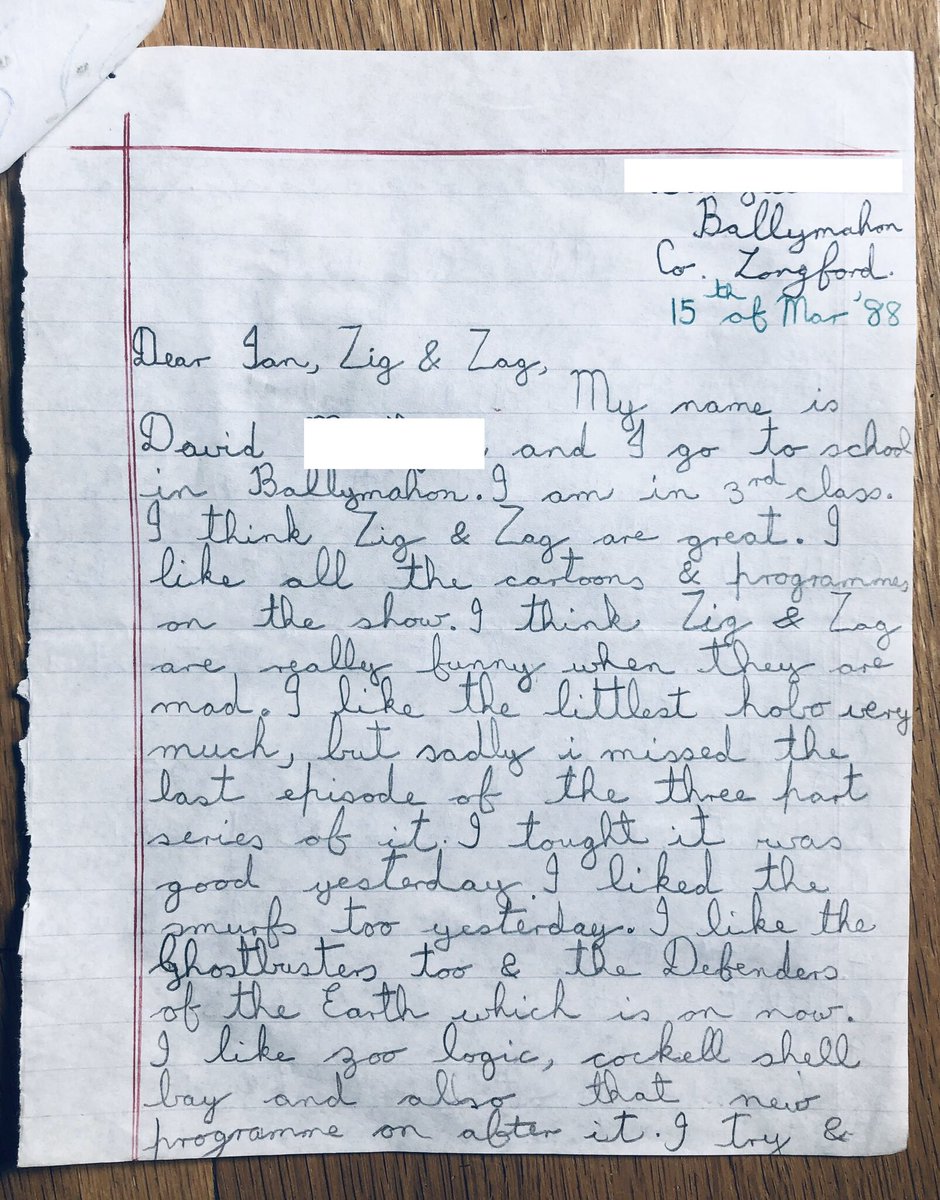 Ballymahon
Co. Longford.
15th of Mar '88
Dear Ian, Zig & Zag,
My name is
David , and I go to school
in Ballymahon. I am in 3rd class.
I think Zig & Zag are great. I
like all the cartoons & programmes
on the show. I think Zig & Zag
are really funny when they are
mad. I like the littlest hobo very
much, but sadly i missed the
last episode of the three part
series of it. I tought it was
good yesterday. I liked the
smurfs too yesterday. I like the
Ghostbusters too & the Defenders
of the Earth which is on now.
I like zoo logic, cockell shell
bay and also that new
programme on after it. I try &